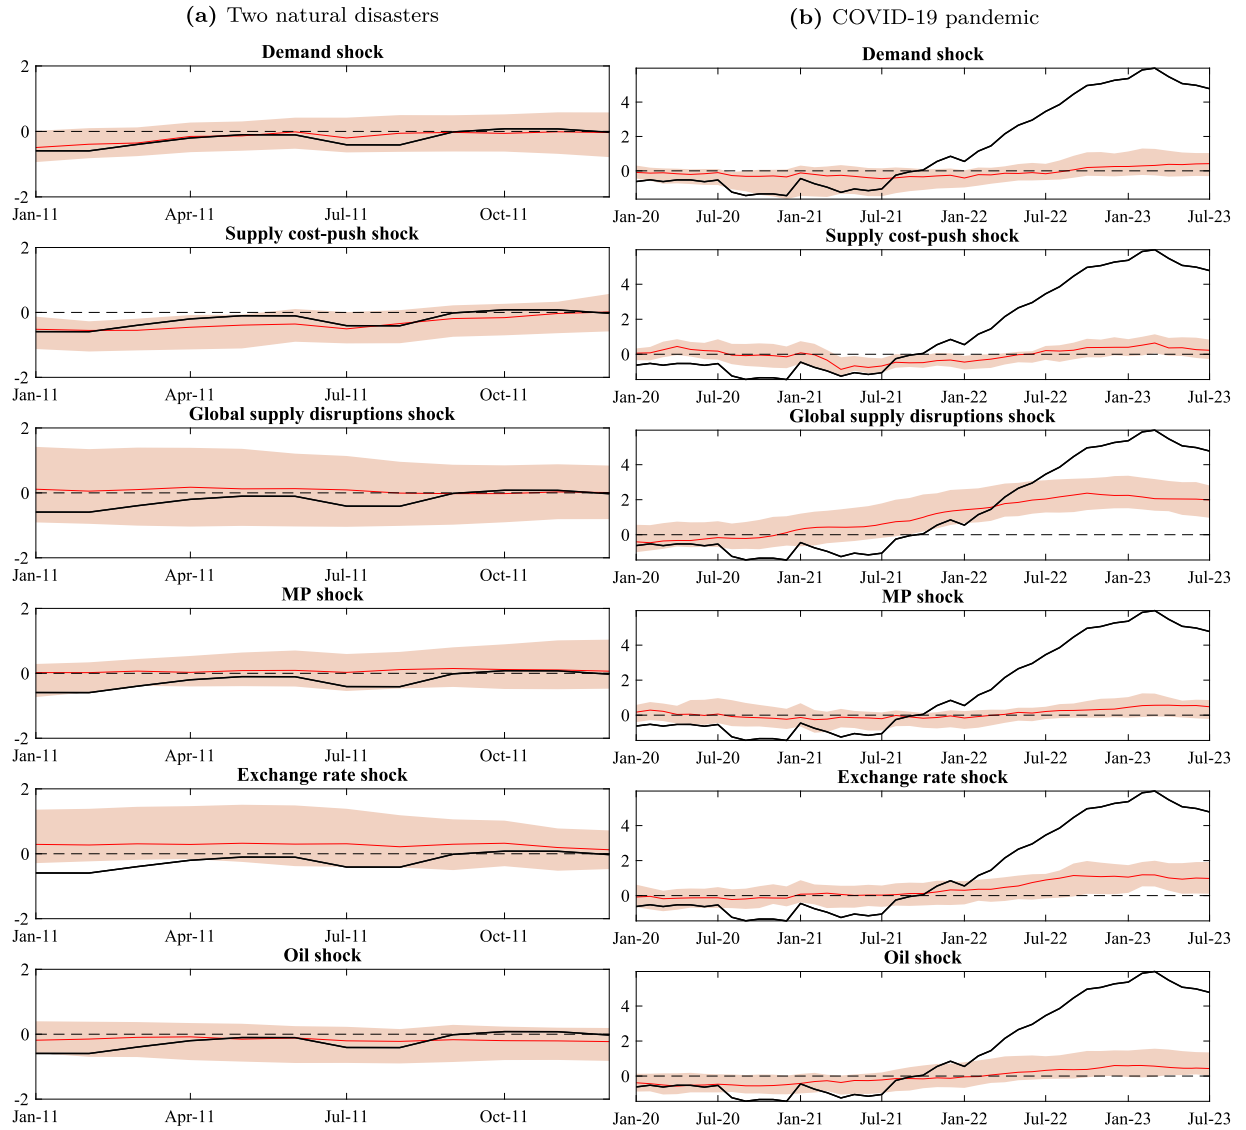 (a) Two natural disasters
Demand shock
2
0
-2
Jan-11 Apr-11 Jul-11 Oct-11
Supply cost-push shock
2
0
-2
Jan-11 Apr-11 Jul-11 Oct-11
Global supply disruptions shock
2
0
-2
Jan-11 Apr-11 Jul-11 Oct-11
MP shock
2
0
-2
Jan-11 Apr-11 Jul-11 Oct-11
Exchange rate shock
2
0
-2
Jan-11 Apr-11 Jul-11 Oct-11
Oil shock
2
0
-2
Jan-11 Apr-11 Jul-11 Oct-11
(b) COVID-19 pandemic
Demand shock
4
2
0
Jan-20 Jul-20 Jan-21 Jul-21 Jan-22 Jul-22 Jan-23 Jul-23
Supply cost-push shock
4
2
0
Jan-20 Jul-20 Jan-21 Jul-21 Jan-22 Jul-22 Jan-23 Jul-23
Global supply disruptions shock
4
2
0
Jan-20 Jul-20 Jan-21 Jul-21 Jan-22 Jul-22 Jan-23 Jul-23
MP shock
4
2
0
Jan-20 Jul-20 Jan-21 Jul-21 Jan-22 Jul-22 Jan-23 Jul-23
Exchange rate shock
4
2
0
Jan-20 Jul-20 Jan-21 Jul-21 Jan-22 Jul-22 Jan-23 Jul-23
Oil shock
4
2
0
Jan-20 Jul-20 Jan-21 Jul-21 Jan-22 Jul-22 Jan-23 Jul-23